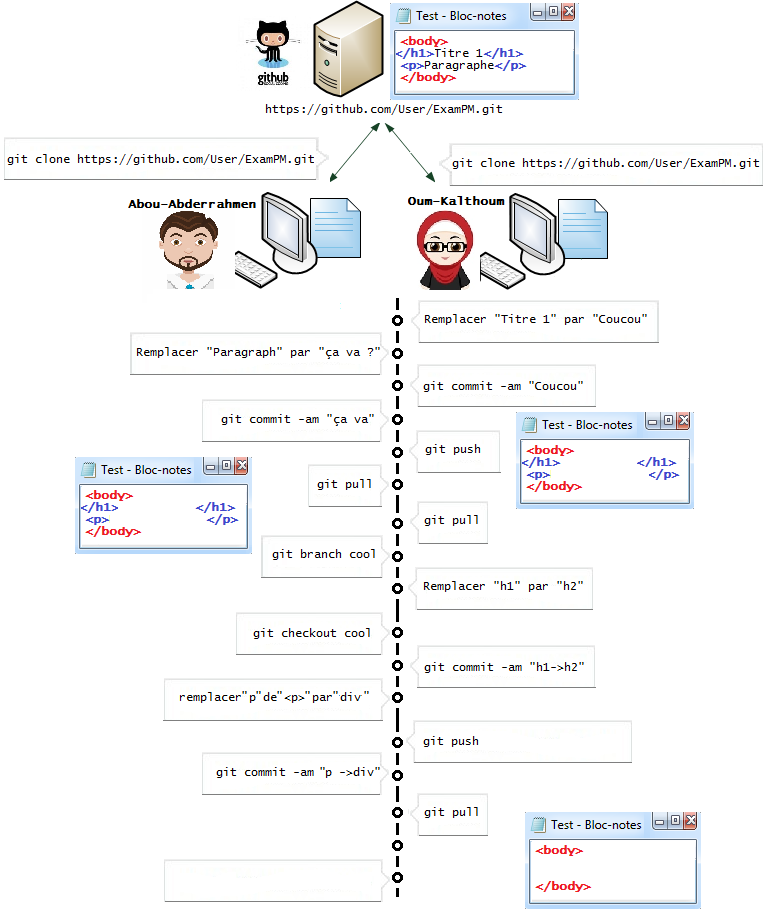 Test - Bloc-notes
<body>
</h1>Titre 1</h1>
<p>Paragraphe</p>
</body>
github
https://github.com/User/ExamPM.git
git clone https://github.com/User/ExamPM.git
git clone https://github.com/User/ExamPM.git
Abou-Abderrahmen
Oum-Kalthoum
Remplacer "Titre 1" par "Coucou"
Remplacer "Paragraph" par "ça va ?"
git commit -am "Coucou"
git commit -am "ça va"
Test - Bloc-notes
<body>
</h1> </h1>
<p> </p>
</body>
git push
Test - Bloc-notes
<body>
</h1> </h1>
<p> </p>
</body>
git pull
git pull
git branch cool
Remplacer "h1" par "h2"
git checkout cool
git commit -am "h1->h2"
remplacer"p"de"<p>"par"div"
git push
git commit -am "p ->div"
git pull
Test - Bloc-notes
<body>
</body>